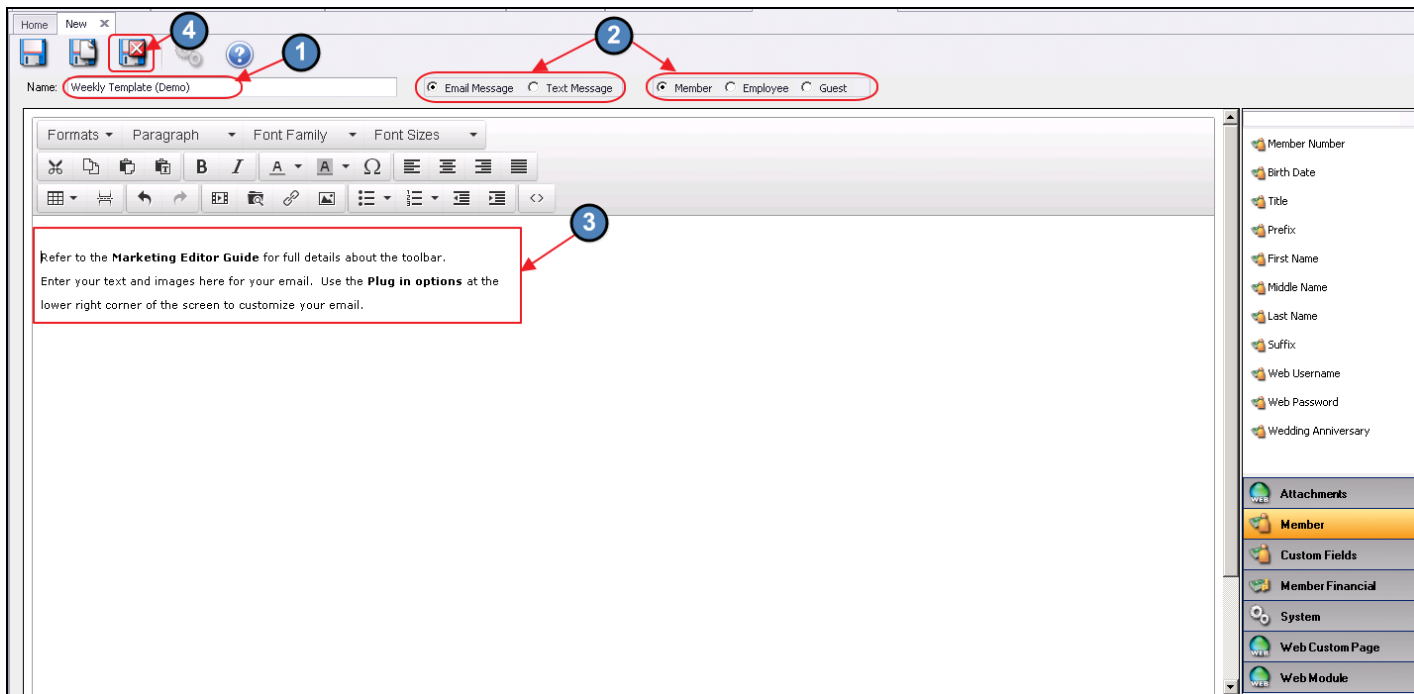 Home New
4
1
2
?
Name: Weekly Template (Demo)
Email Message Text Message
Member Employee Guest
Formats Paragraph Font Family Font Sizes
B I A A Ω
3
Refer to the Marketing Editor Guide for full details about the toolbar.
Enter your text and images here for your email. Use the Plug in options at the
lower right corner of the screen to customize your email.
Member Number
Birth Date
Title
Prefix
First Name
Middle Name
Last Name
Suffix
Web Username
Web Password
Wedding Anniversary
WEB Attachments
Member
Custom Fields
Member Financial
System
WEB Web Custom Page
WEB Web Module